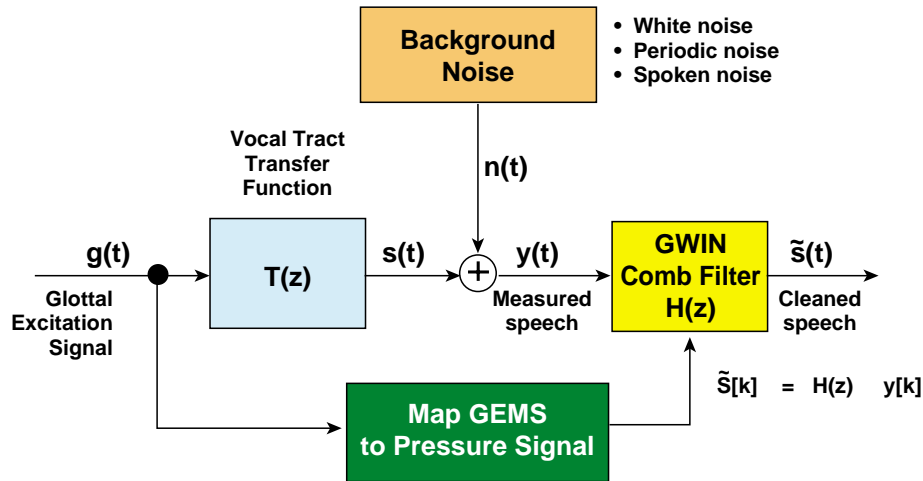 Background
Noise
• White noise
• Periodic noise
• Spoken noise
Vocal Tract
Transfer
Function
n(t)
g(t)
T(z)
s(t)
+
y(t)
GWIN
Comb Filter
H(z)
s̃(t)
Glottal
Excitation
Signal
Measured
speech
Cleaned
speech
Map GEMS
to Pressure Signal
S̃[k] = H(z) y[k]